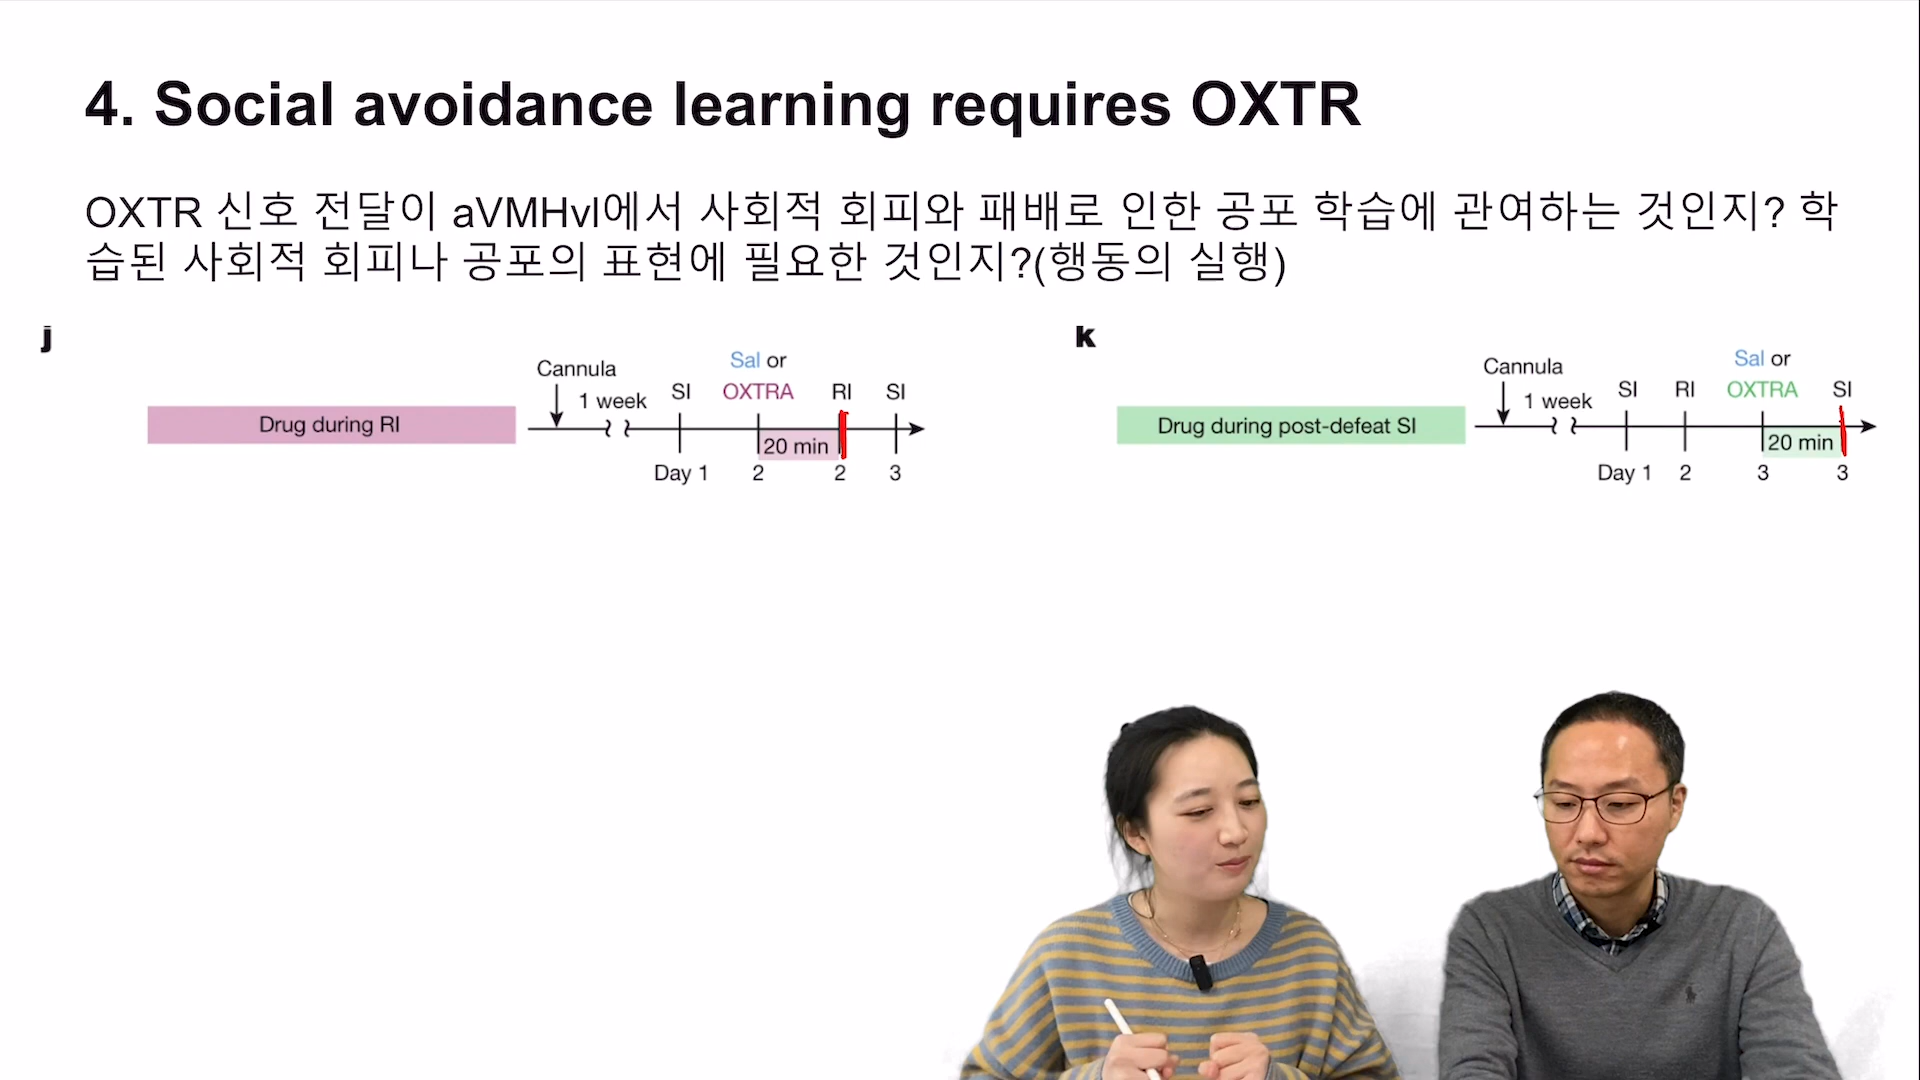 4. Social avoidance learning requires OXTR
OXTR 신호 전달이 aVMHvl에서 사회적 회피와 패배로 인한 공포 학습에 관여하는 것인지? 학
습된 사회적 회피나 공포의 표현에 필요한 것인지?(행동의 실행)
j
Drug during RI
Cannula
1 week
SI
Sal or
OXTRA
RI
SI
20 min
Day 1
2
2
3
k
Drug during post-defeat SI
Cannula
1 week
SI
RI
Sal or
OXTRA
SI
20 min
Day 1
2
3
3